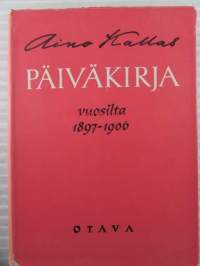 Aino Kallas
PÄIVÄKIRJA
vuosilta
1897-1906
OTAVA